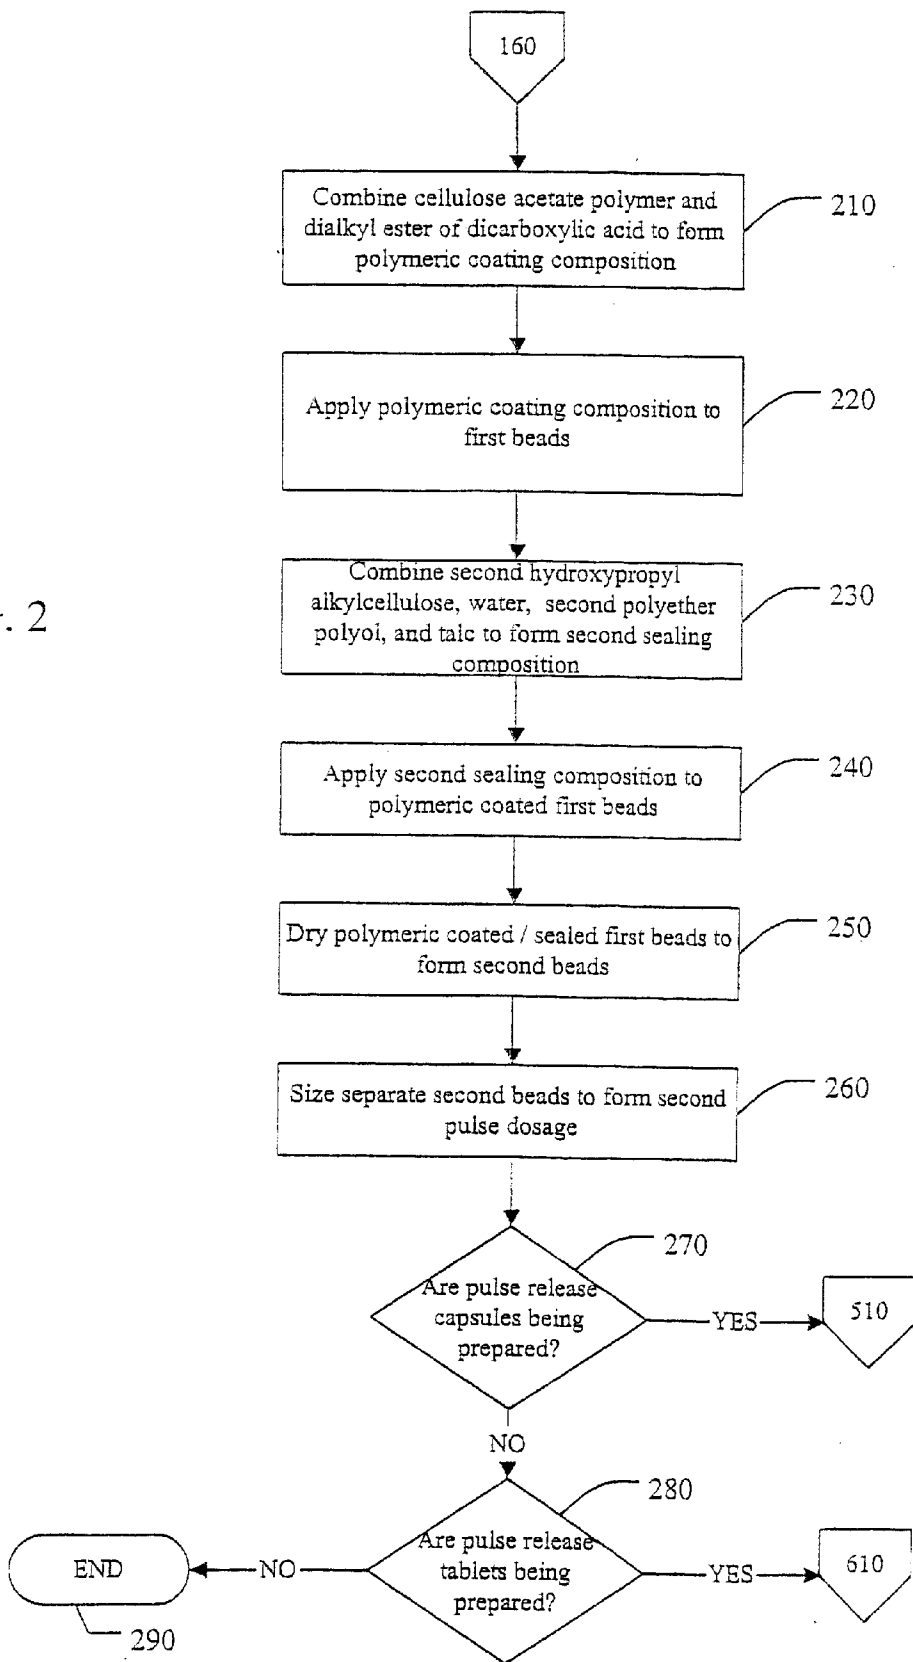 160
Combine cellulose acetate polymer and
dialkyl ester of dicarboxylic acid to form
polymeric coating composition
210
Apply polymeric coating composition to
first beads
220
Combine second hydroxypropyl
alkylcellulose, water, second polyether
polyol, and talc to form second sealing
composition
230
. 2
Apply second sealing composition to
polymeric coated first beads
240
Dry polymeric coated / sealed first beads to
form second beads
250
Size separate second beads to form second
pulse dosage
260
270
Are pulse release
capsules being
prepared?
YES
510
NO
280
Are pulse release
tablets being
prepared?
YES
610
NO
END
290